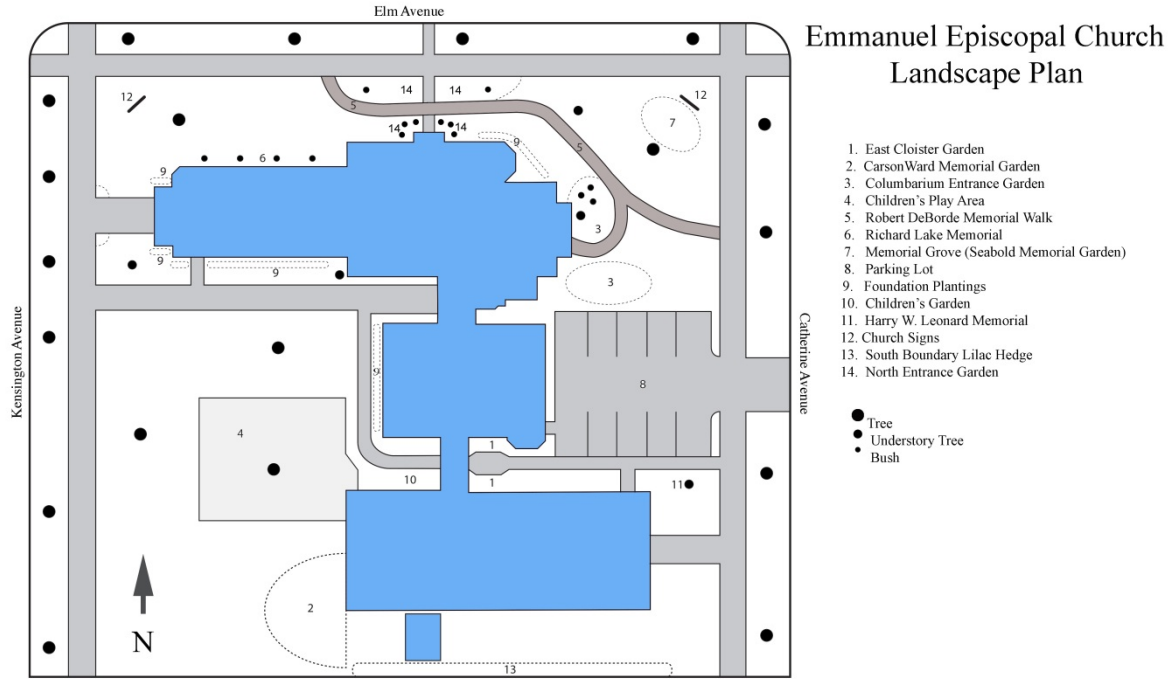 Elm Avenue
Emmanuel Episcopal Church
Landscape Plan
12
14
14
12
5
7
14
14
9
5
6
9
3
9
9
3
1. East Cloister Garden
2. CarsonWard Memorial Garden
3. Columbarium Entrance Garden
4. Children's Play Area
5. Robert DeBorde Memorial Walk
6. Richard Lake Memorial
7. Memorial Grove (Seabold Memorial Garden)
8. Parking Lot
9. Foundation Plantings
10. Children's Garden
11. Harry W. Leonard Memorial
12. Church Signs
13. South Boundary Lilac Hedge
14. North Entrance Garden
Kensington Avenue
Catherine Avenue
9
8
4
1
10
1
11
2
13
N
Tree
Understory Tree
Bush